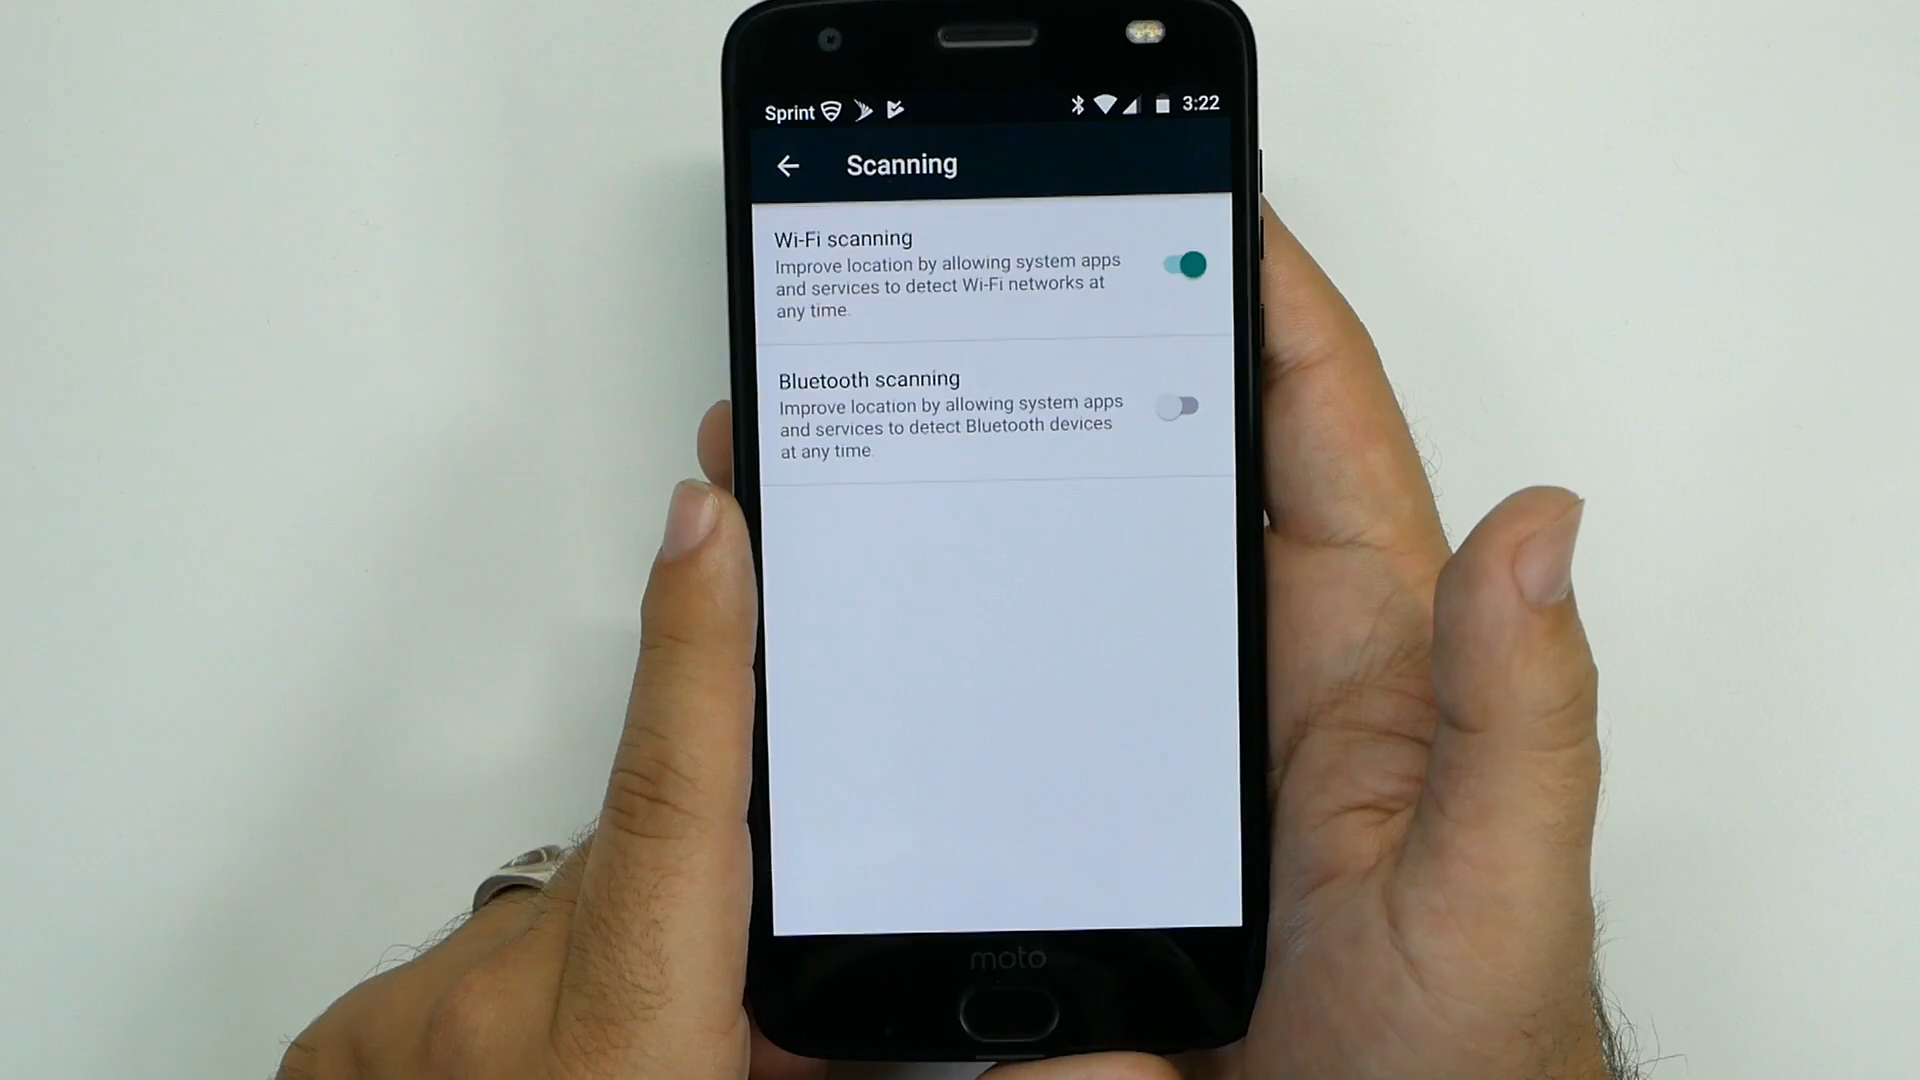 Sprint 3:22
Scanning
Wi-Fi scanning
Improve location by allowing system apps
and services to detect Wi-Fi networks at
any time.
Bluetooth scanning
Improve location by allowing system apps
and services to detect Bluetooth devices
at any time.
moto